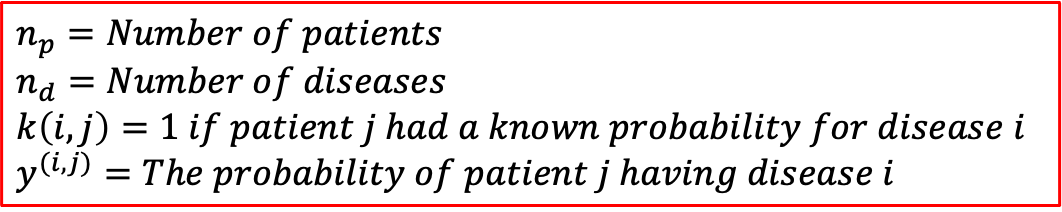 n_p = Number of patients
n_d = Number of diseases
k(i,j) = 1 if patient j had a known probability for disease i
y^(i,j) = The probability of patient j having disease i